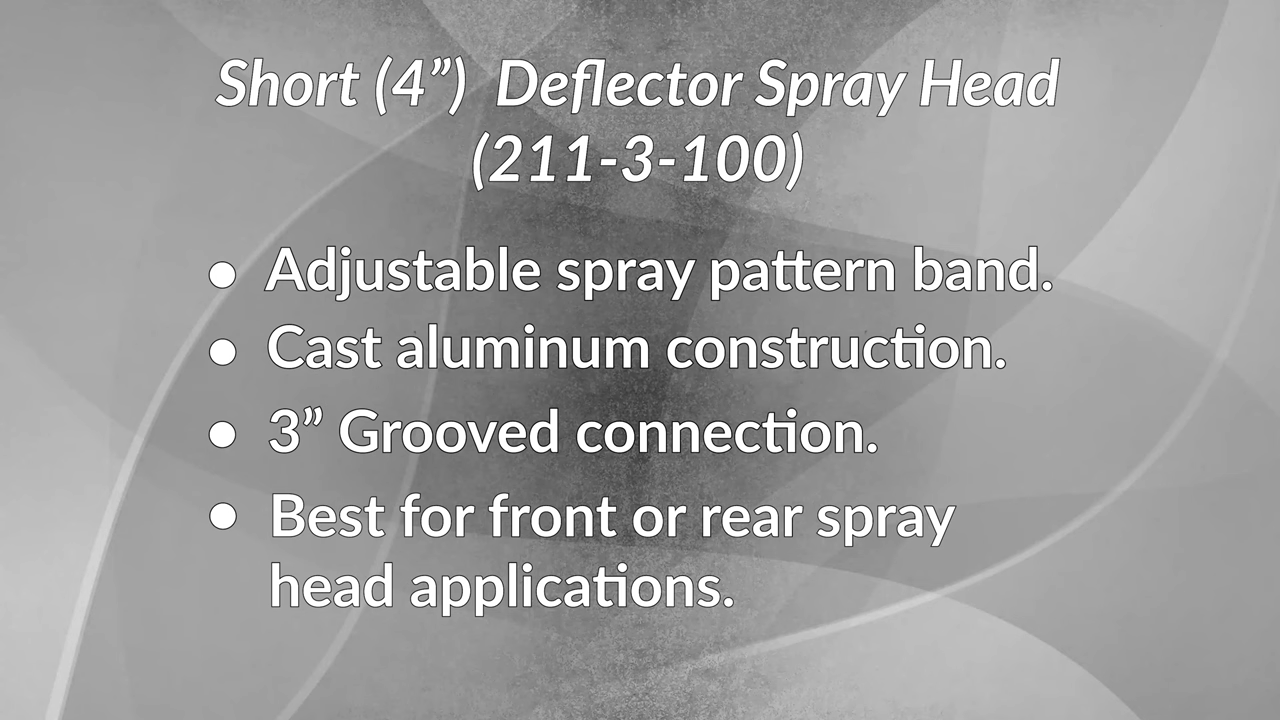 Short (4”) Deflector Spray Head
(211-3-100)
● Adjustable spray pattern band.
● Cast aluminum construction.
● 3” Grooved connection.
● Best for front or rear spray
head applications.